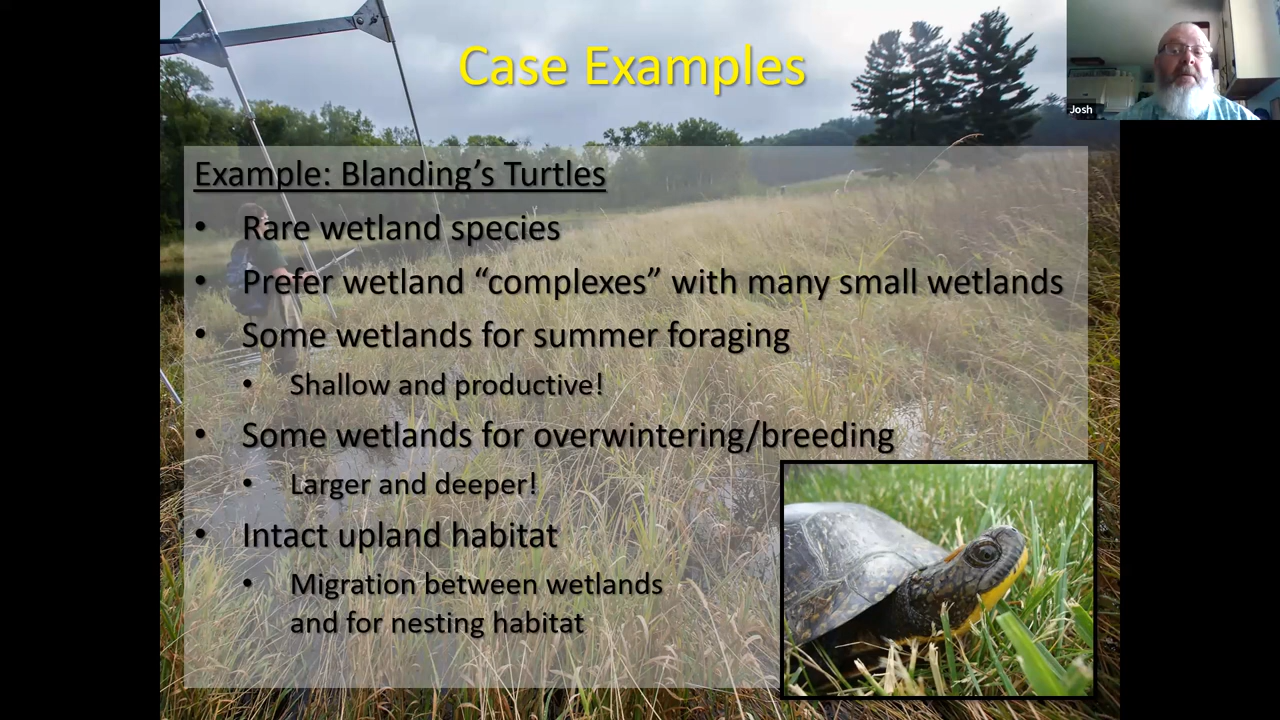 Case Examples
Josh
Example: Blanding’s Turtles
• Rare wetland species
• Prefer wetland “complexes” with many small wetlands
• Some wetlands for summer foraging
• Shallow and productive!
• Some wetlands for overwintering/breeding
• Larger and deeper!
• Intact upland habitat
• Migration between wetlands
and for nesting habitat